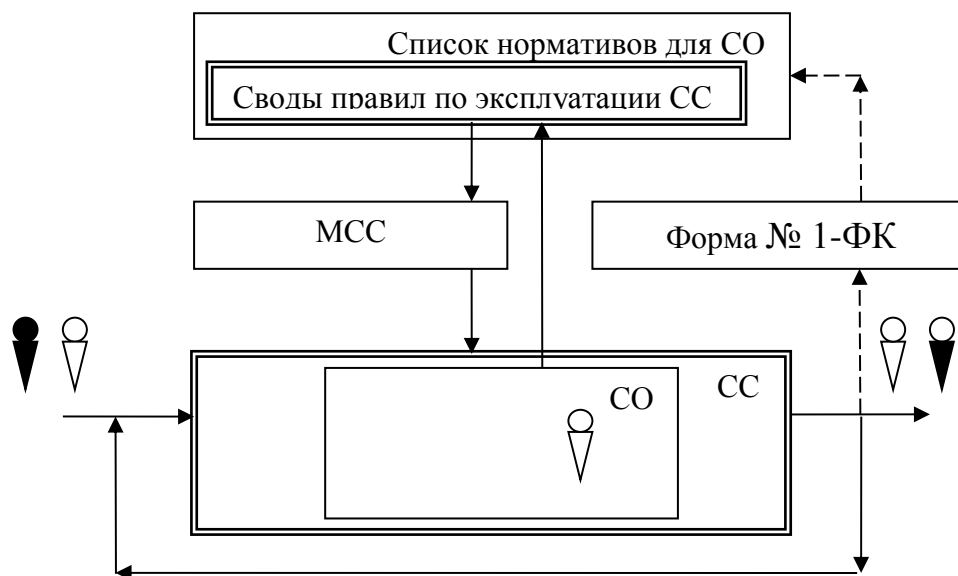 Список нормативов для СО
Своды правил по эксплуатации СС
МСС
Форма № 1-ФК
СО
СС